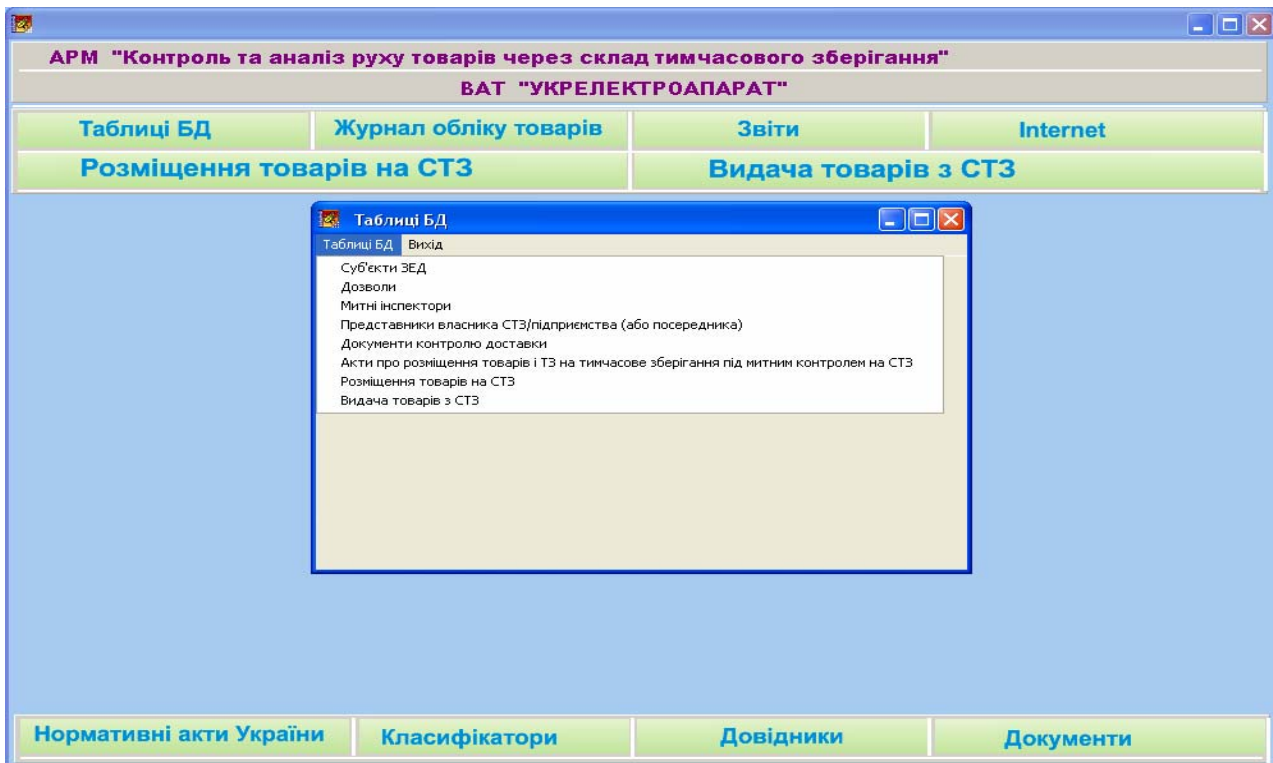 АРМ "Контроль та аналіз руху товарів через склад тимчасового зберігання"
ВАТ "УКРЕЛЕКТРОАПАРАТ"
Таблиці БД Журнал обліку товарів Звіти Internet
Розміщення товарів на СТЗ Видача товарів з СТЗ
Таблиці БД
Таблиці БД Вихід
Суб'єкти ЗЕД
Дозволи
Митні інспектори
Представники власника СТЗ/підприємства (або посередника)
Документи контролю доставки
Акти про розміщення товарів і ТЗ на тимчасове зберігання під митним контролем на СТЗ
Розміщення товарів на СТЗ
Видача товарів з СТЗ
Нормативні акти України Класифікатори Довідники Документи